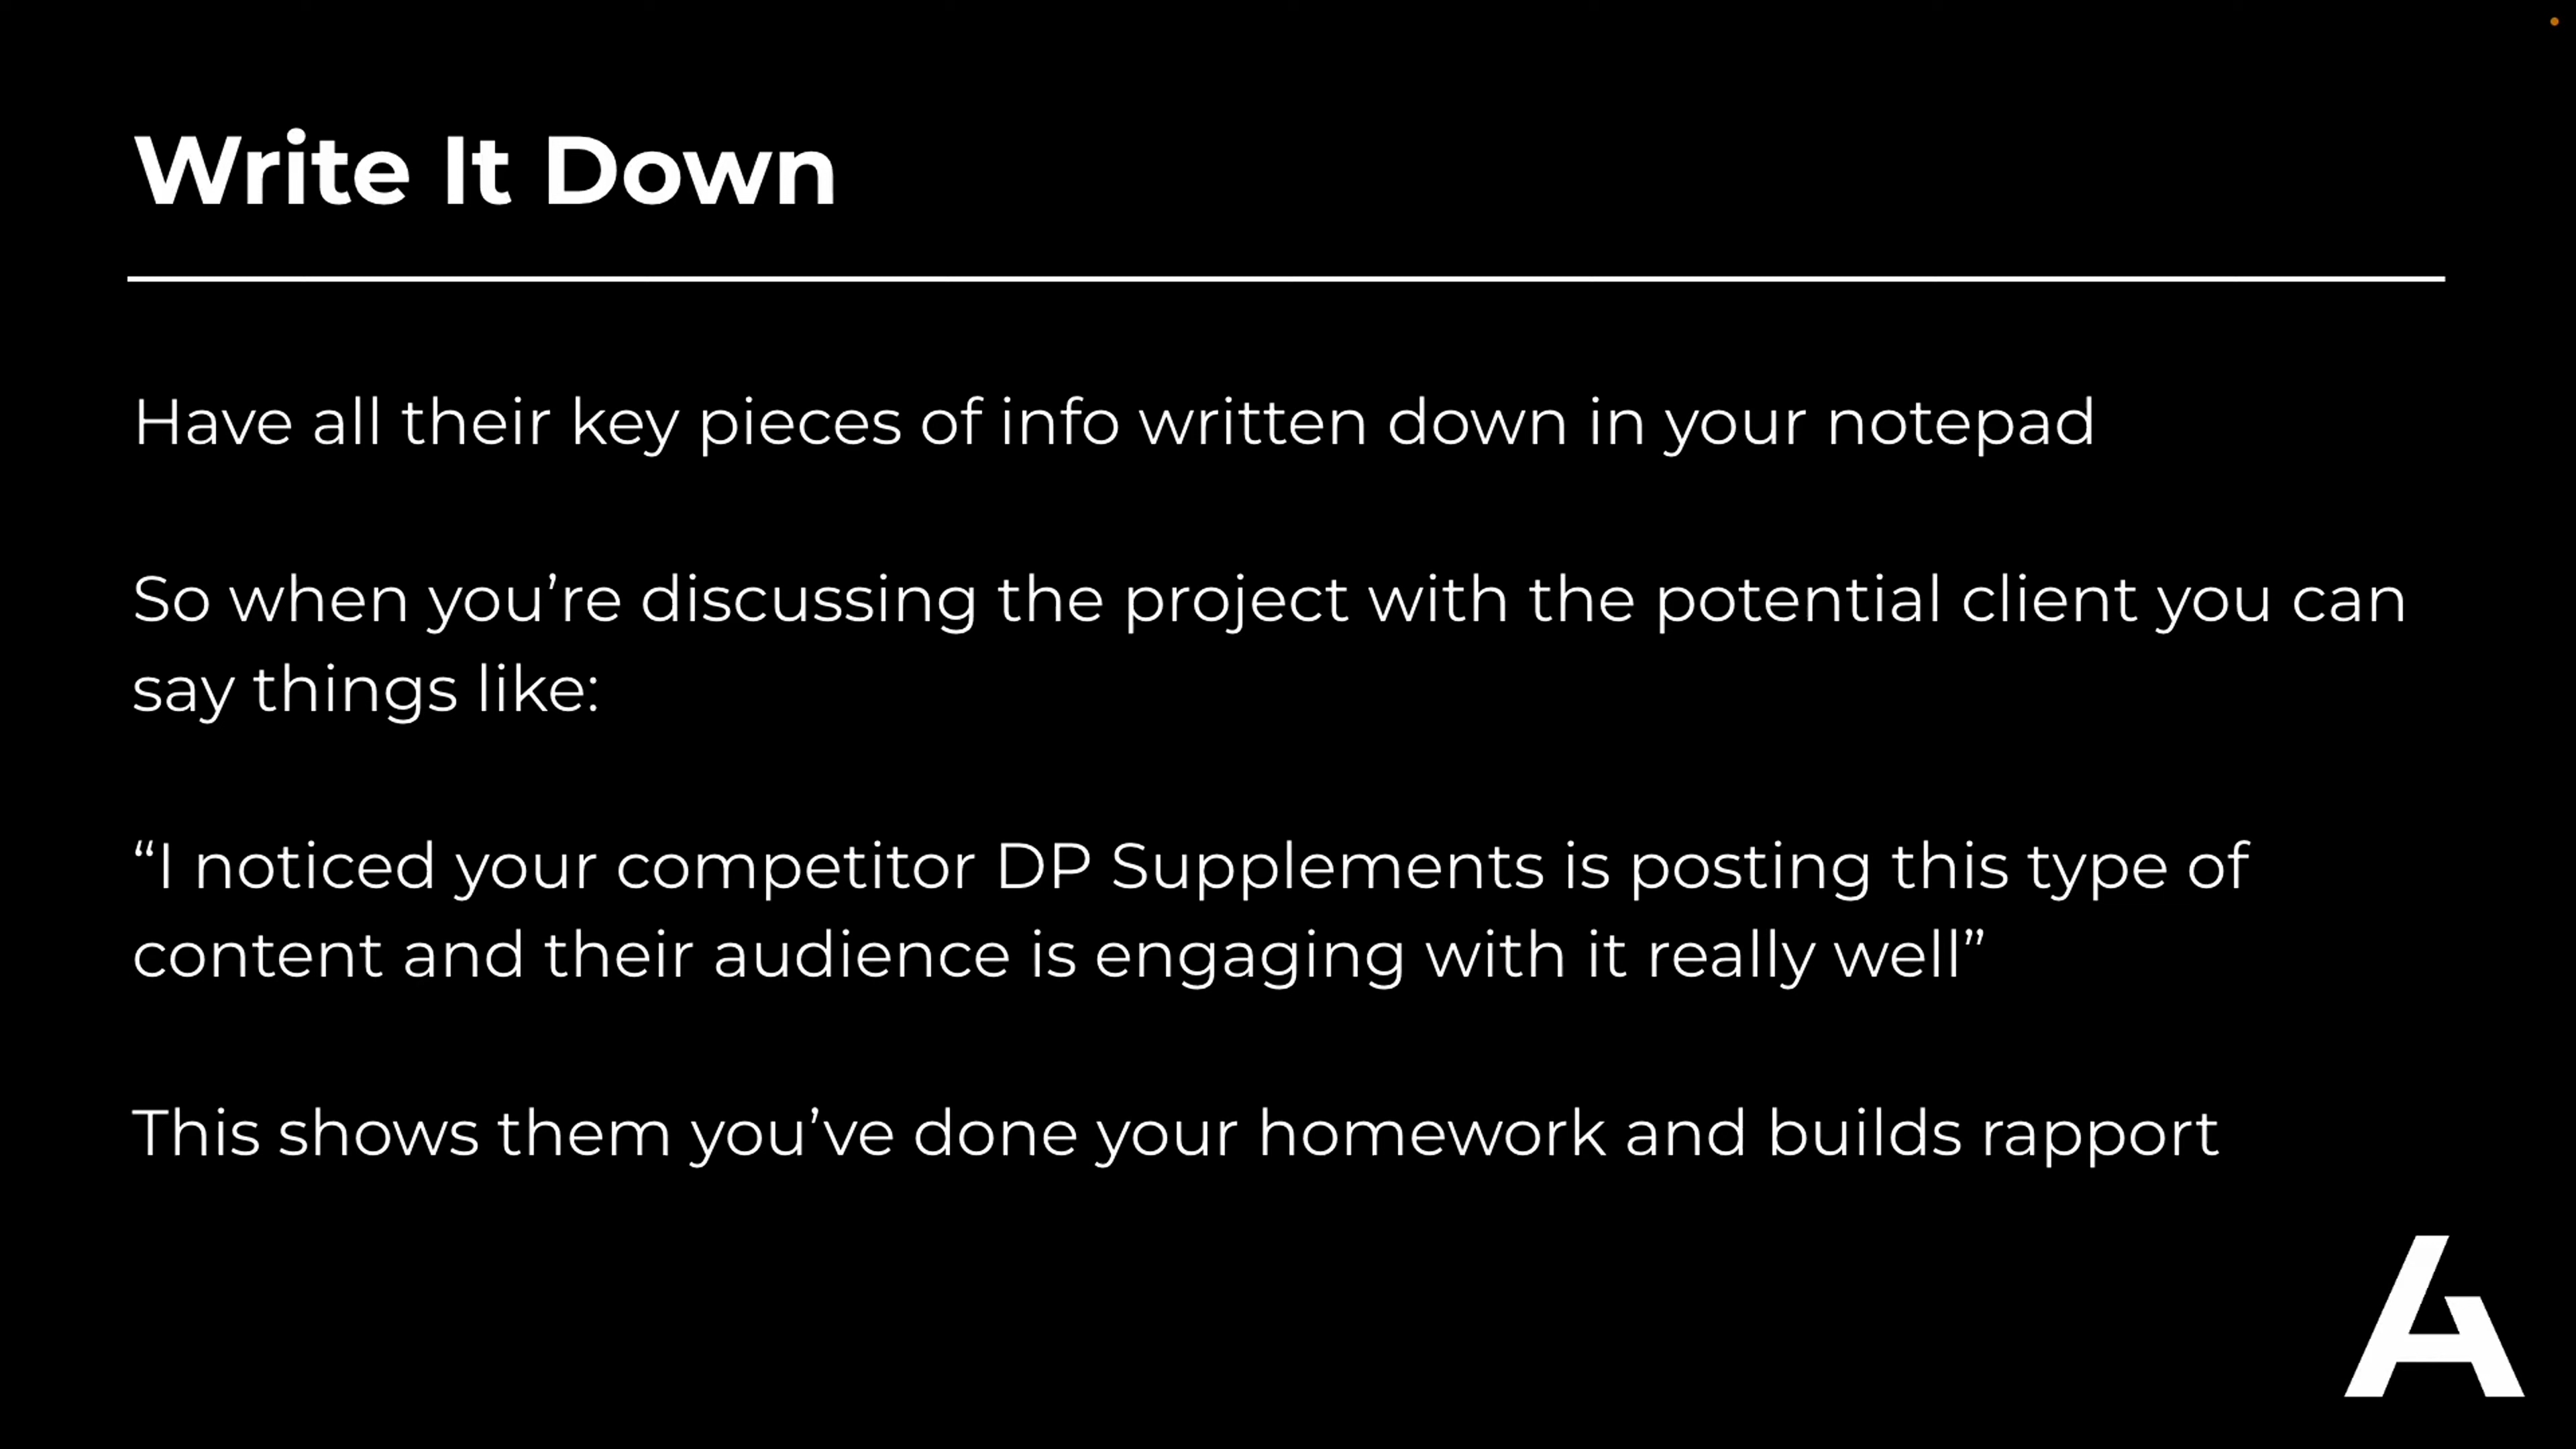 Write It Down
Have all their key pieces of info written down in your notepad
So when you’re discussing the project with the potential client you can
say things like:
“I noticed your competitor DP Supplements is posting this type of
content and their audience is engaging with it really well”
This shows them you’ve done your homework and builds rapport